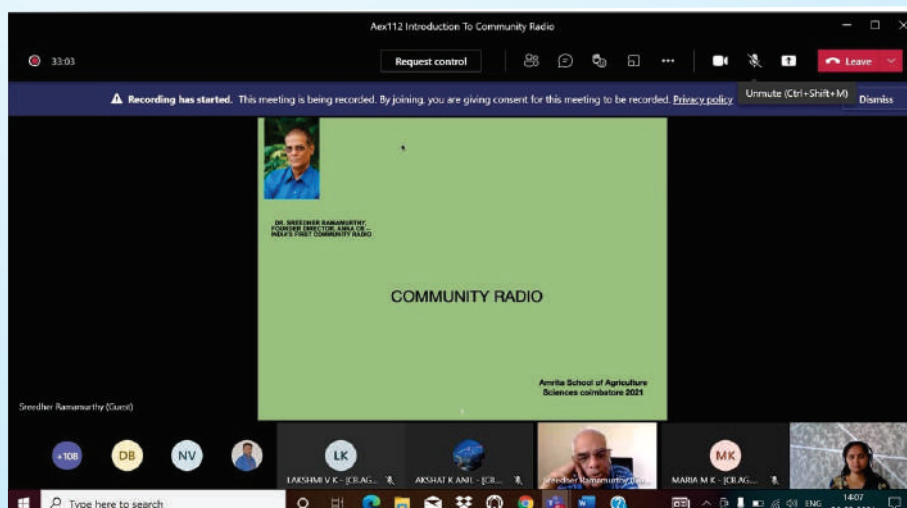 Aex112 Introduction To Community Radio
33:03
Request control
Leave
Recording has started. This meeting is being recorded. By joining, you are giving consent for this meeting to be recorded. Privacy policy
Unmute (Ctrl+Shift+M)
Dismiss
DR. SREEDHER RAMAMURTHY,
FOUNDER DIRECTOR, ANNA CR –
INDIA'S FIRST COMMUNITY RADIO
COMMUNITY RADIO
Amrita School of Agriculture
Sciences coimbatore 2021
Sreedher Ramamurthy (Guest)
+108
DB
NV
LK
MK
LAKSHMI V K - [CB.AG...
AKSHAT K ANIL - [CB...
Sreedher Ramamurthy
MARIA M K - [CB.AG...
Type here to search
ENG
14:07